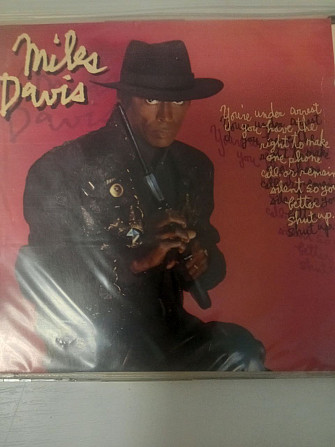 Miles
Davis
You're under arrest
you have the
right to make
one phone
call or remain
silent so you
better
shut up.